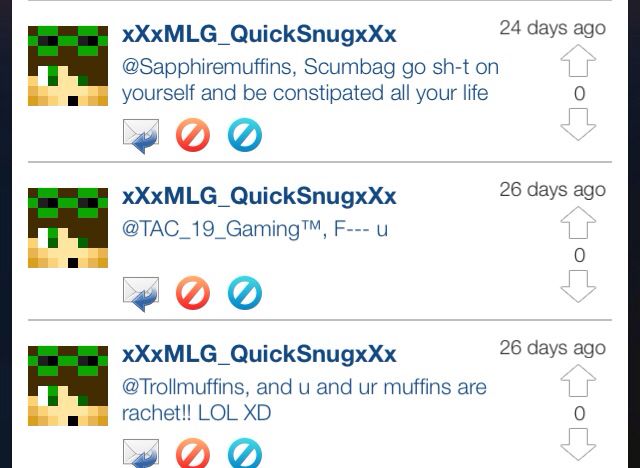 xXxMLG_QuickSnugxXx 24 days ago
@Sapphiremuffins, Scumbag go sh-t on
yourself and be constipated all your life
0
xXxMLG_QuickSnugxXx 26 days ago
@TAC_19_Gaming™, F--- u
0
xXxMLG_QuickSnugxXx 26 days ago
@Trollmuffins, and u and ur muffins are
rachet!! LOL XD
0